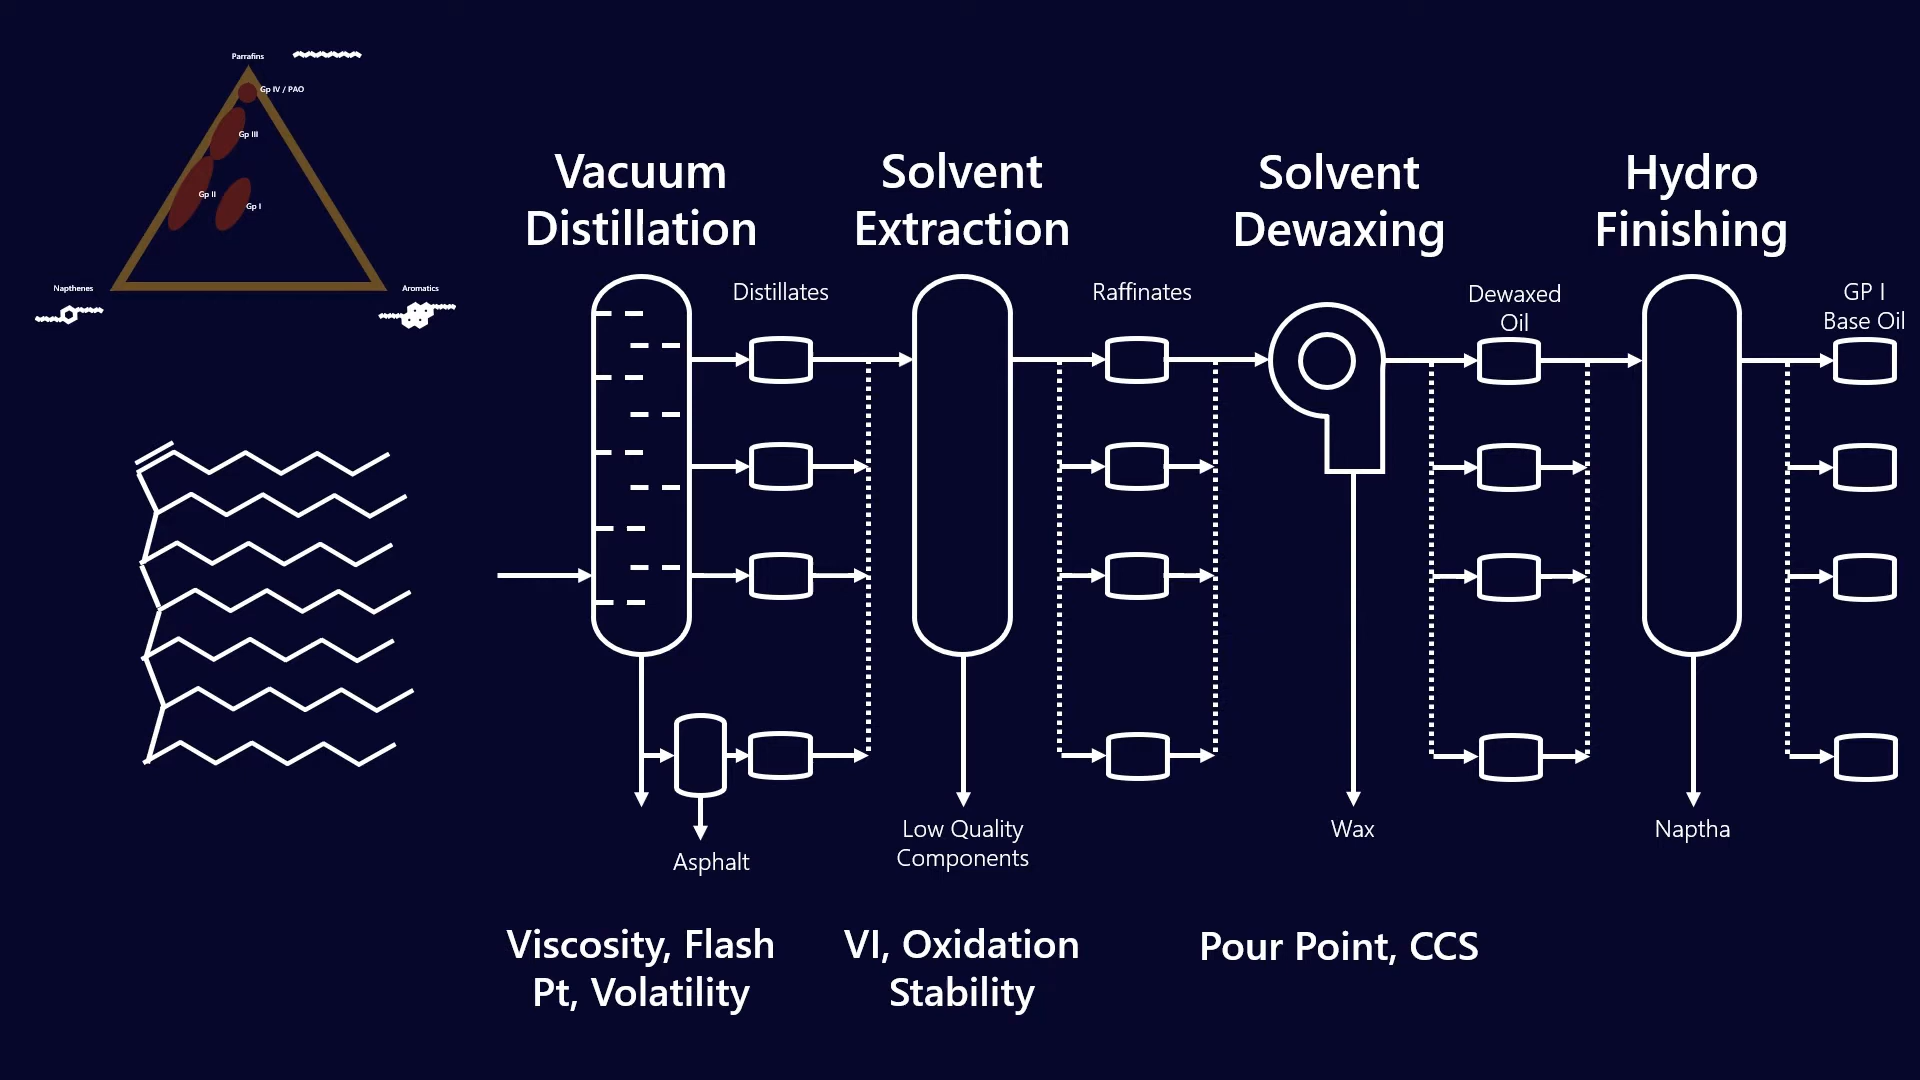 Parrafins
Gp IV / PAO
Gp III
Gp II
Gp I
Napthenes
Aromatics
Vacuum
Distillation
Solvent
Extraction
Solvent
Dewaxing
Hydro
Finishing
Distillates
Raffinates
Dewaxed
Oil
GP I
Base Oil
Asphalt
Low Quality
Components
Wax
Naptha
Viscosity, Flash
Pt, Volatility
VI, Oxidation
Stability
Pour Point, CCS